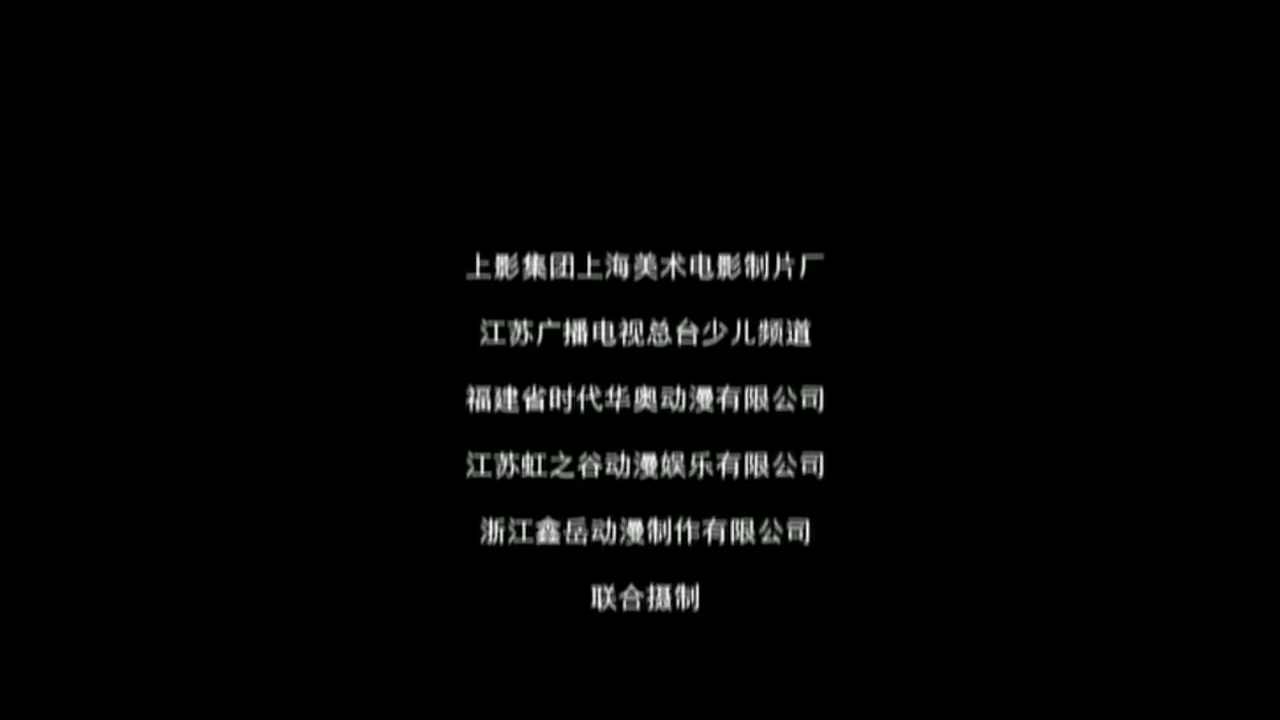 上影集团上海美术电影制片厂
江苏广播电视总台少儿频道
福建省时代华奥动漫有限公司
江苏虹之谷动漫娱乐有限公司
浙江鑫岳动漫制作有限公司
联合摄制